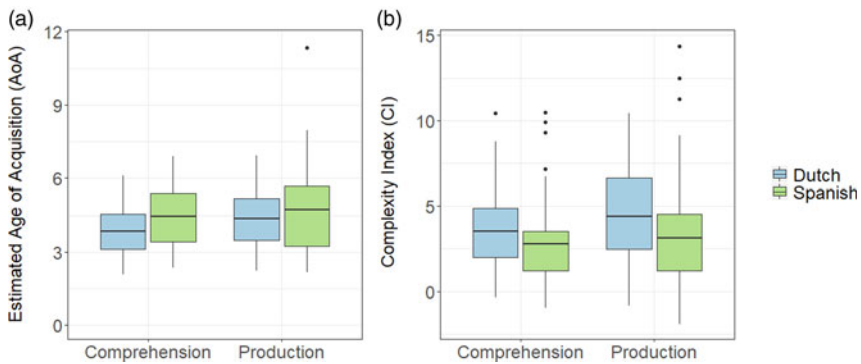 (a)
12
9
6
3
0
Estimated Age of Acquisition (AoA)
Comprehension Production
(b)
15
10
5
0
Complexity Index (CI)
Comprehension Production
Dutch
Spanish